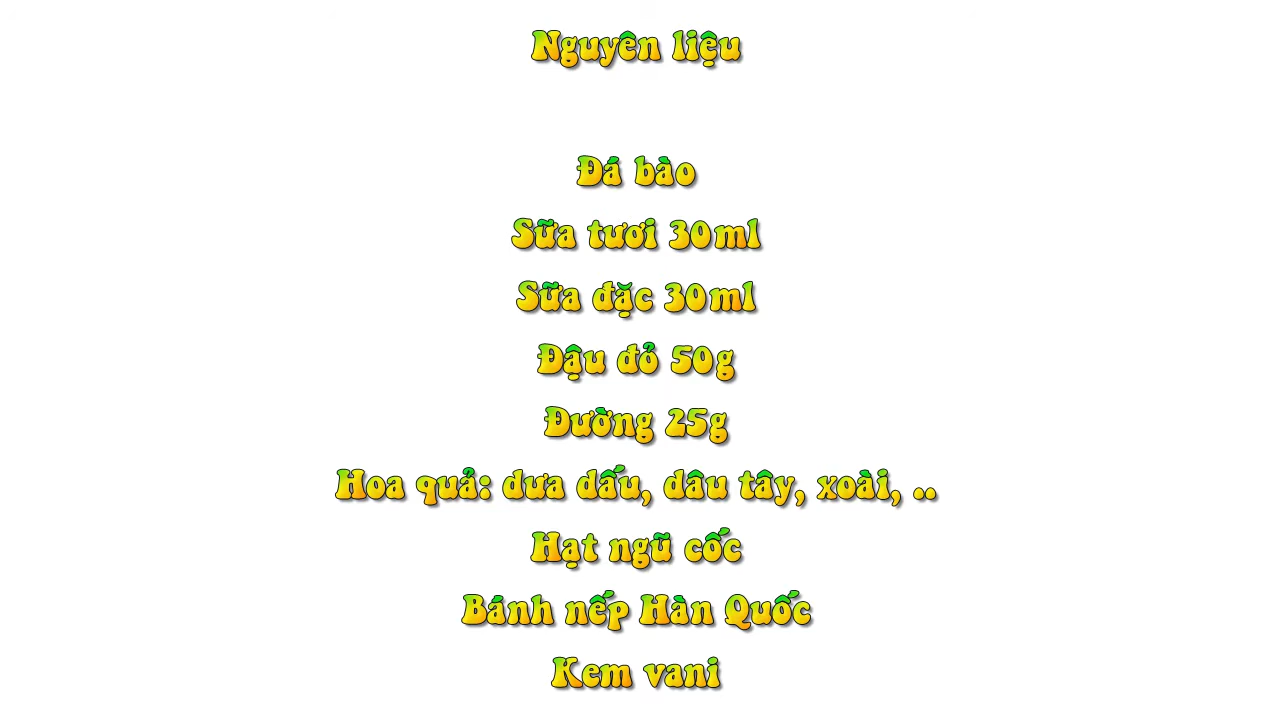 Nguyên liệu
Đá bào
Sữa tươi 30ml
Sữa đặc 30ml
Đậu đỏ 50g
Đường 25g
Hoa quả: dưa dấu, dâu tây, xoài, ..
Hạt ngũ cốc
Bánh nếp Hàn Quốc
Kem vani